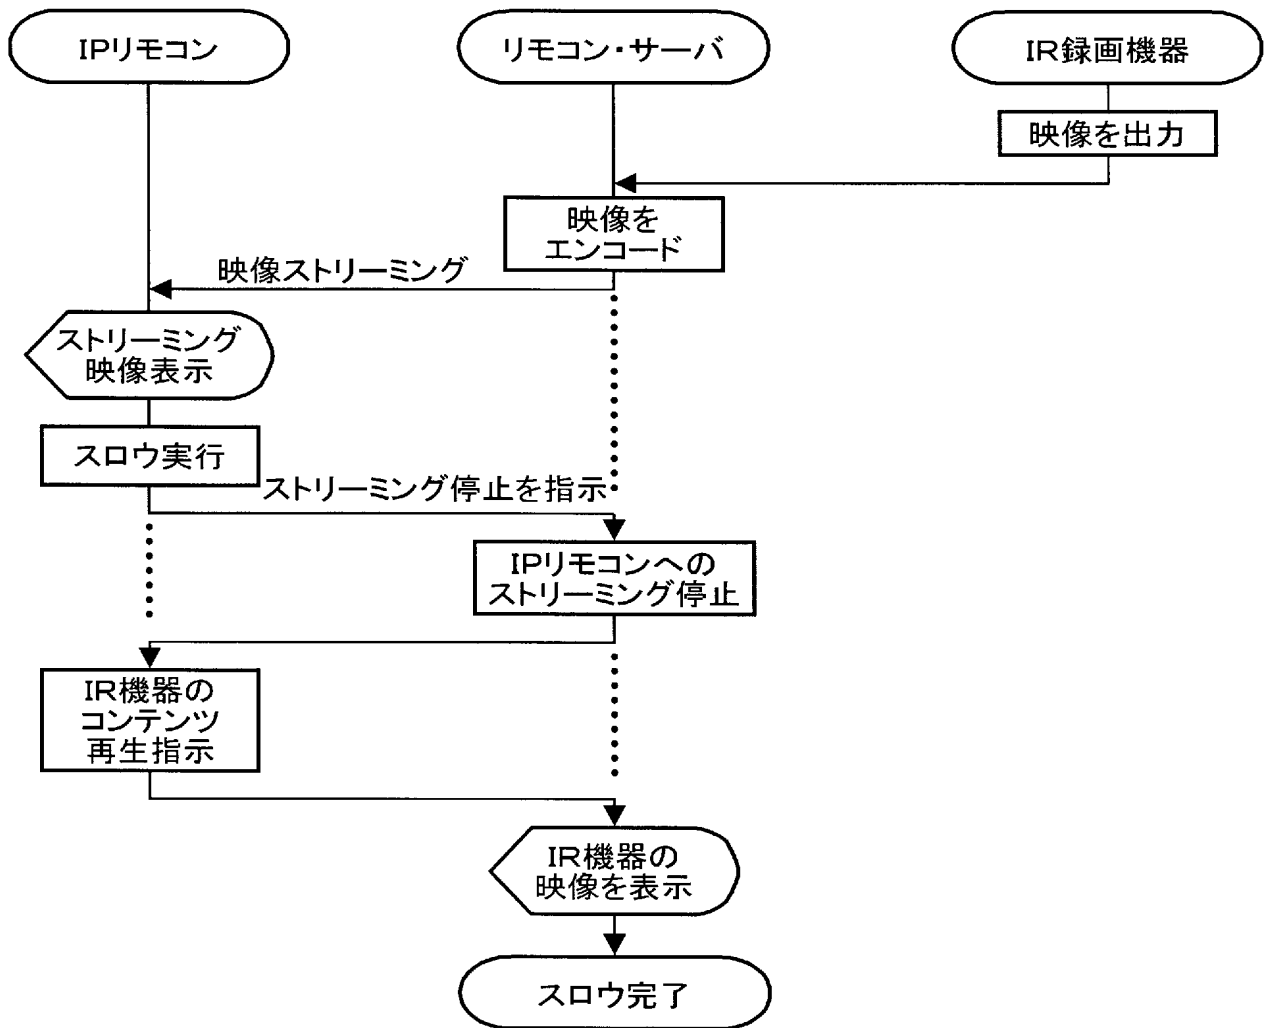 IPリモコン
リモコン・サーバ
IR録画機器
映像を出力
映像を
エンコード
映像ストリーミング
ストリーミング
映像表示
スロウ実行
ストリーミング停止を指示
IPリモコンへの
ストリーミング停止
IR機器の
コンテンツ
再生指示
IR機器の
映像を表示
スロウ完了